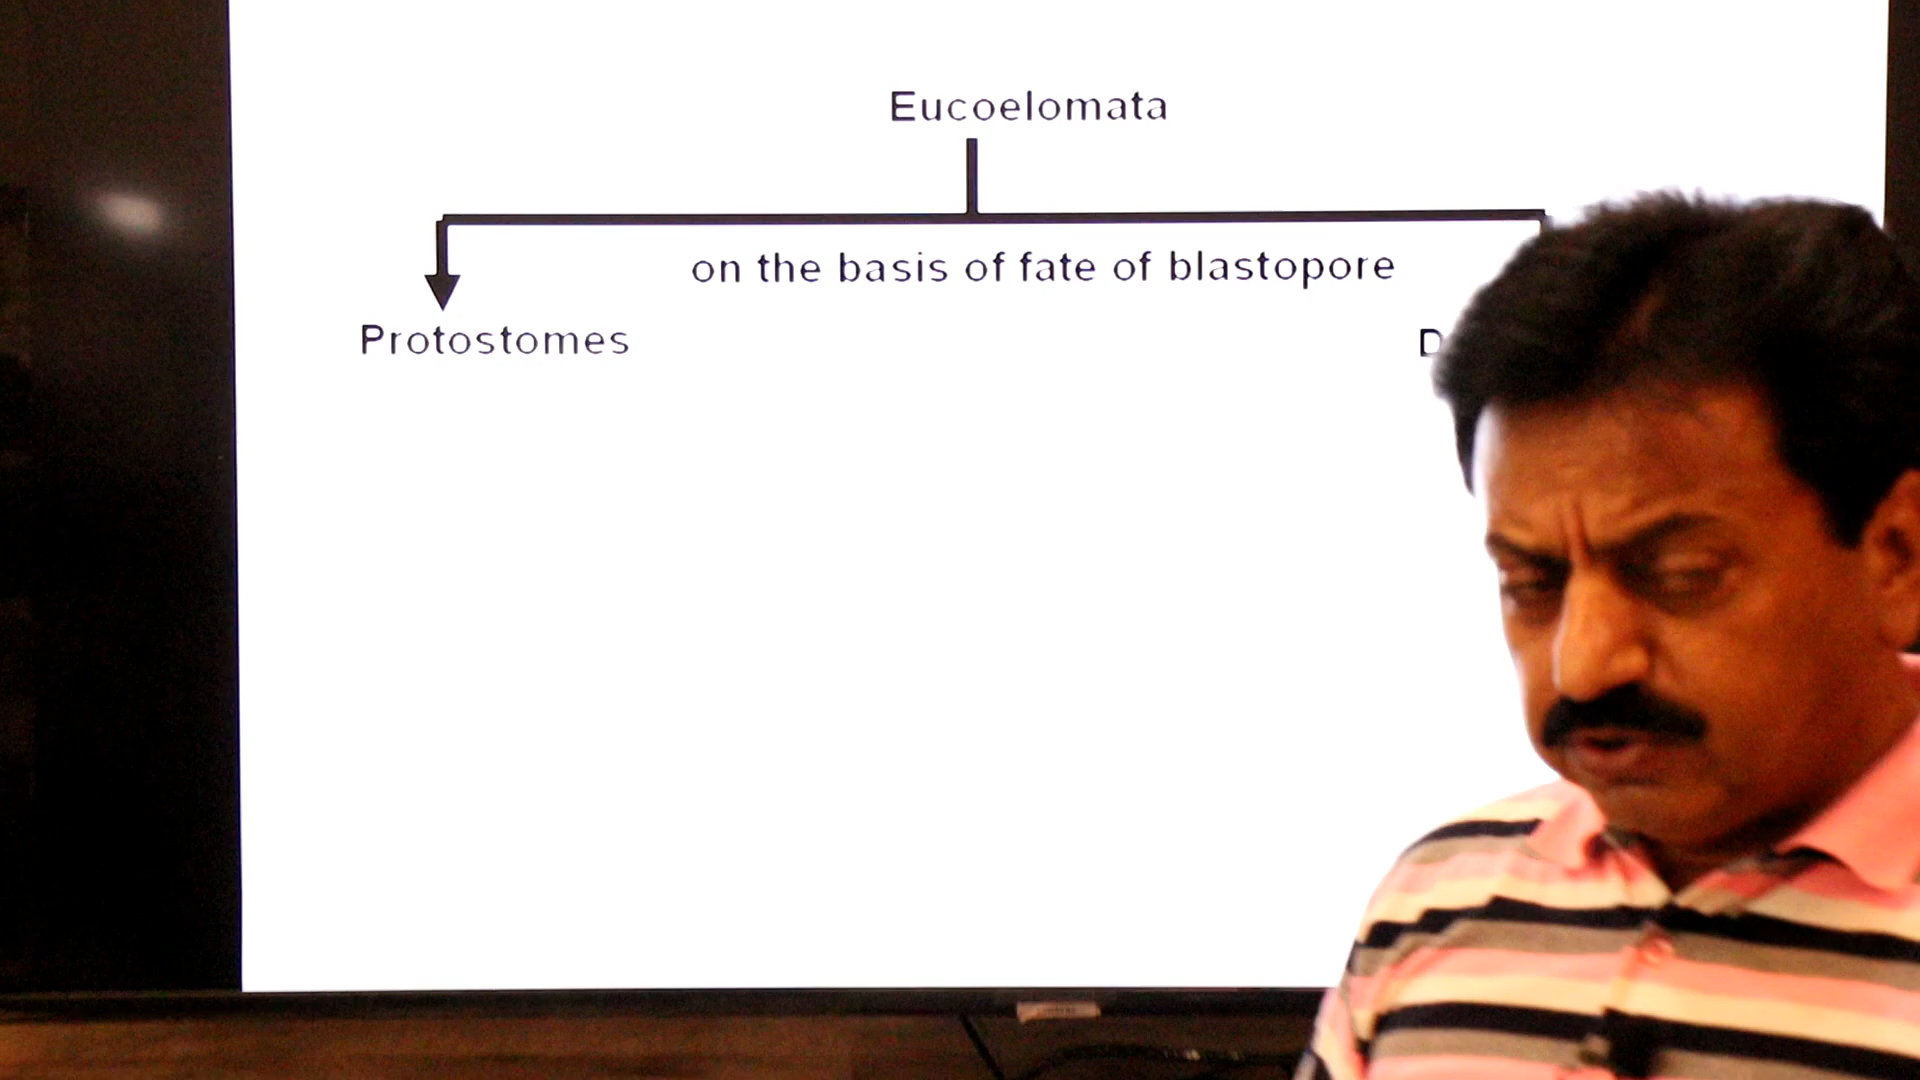 Eucoelomata
on the basis of fate of blastopore
Protostomes